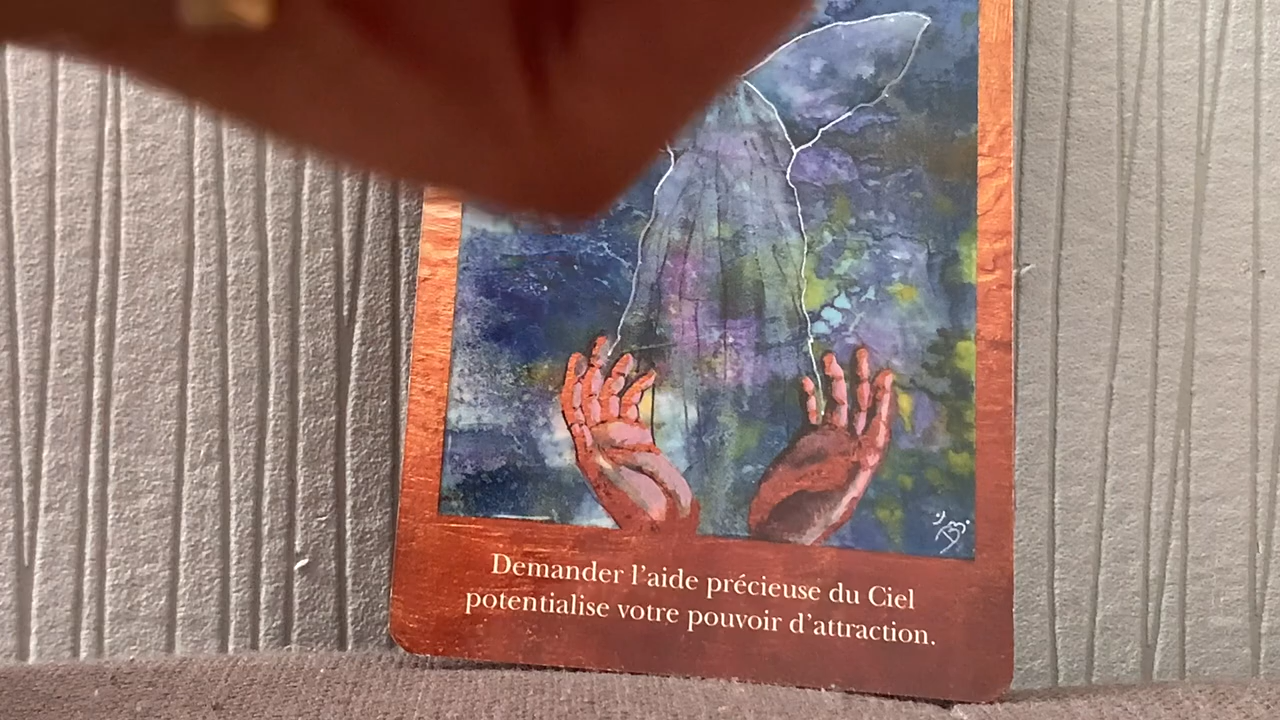 Demander l’aide précieuse du Ciel
potentialise votre pouvoir d’attraction.